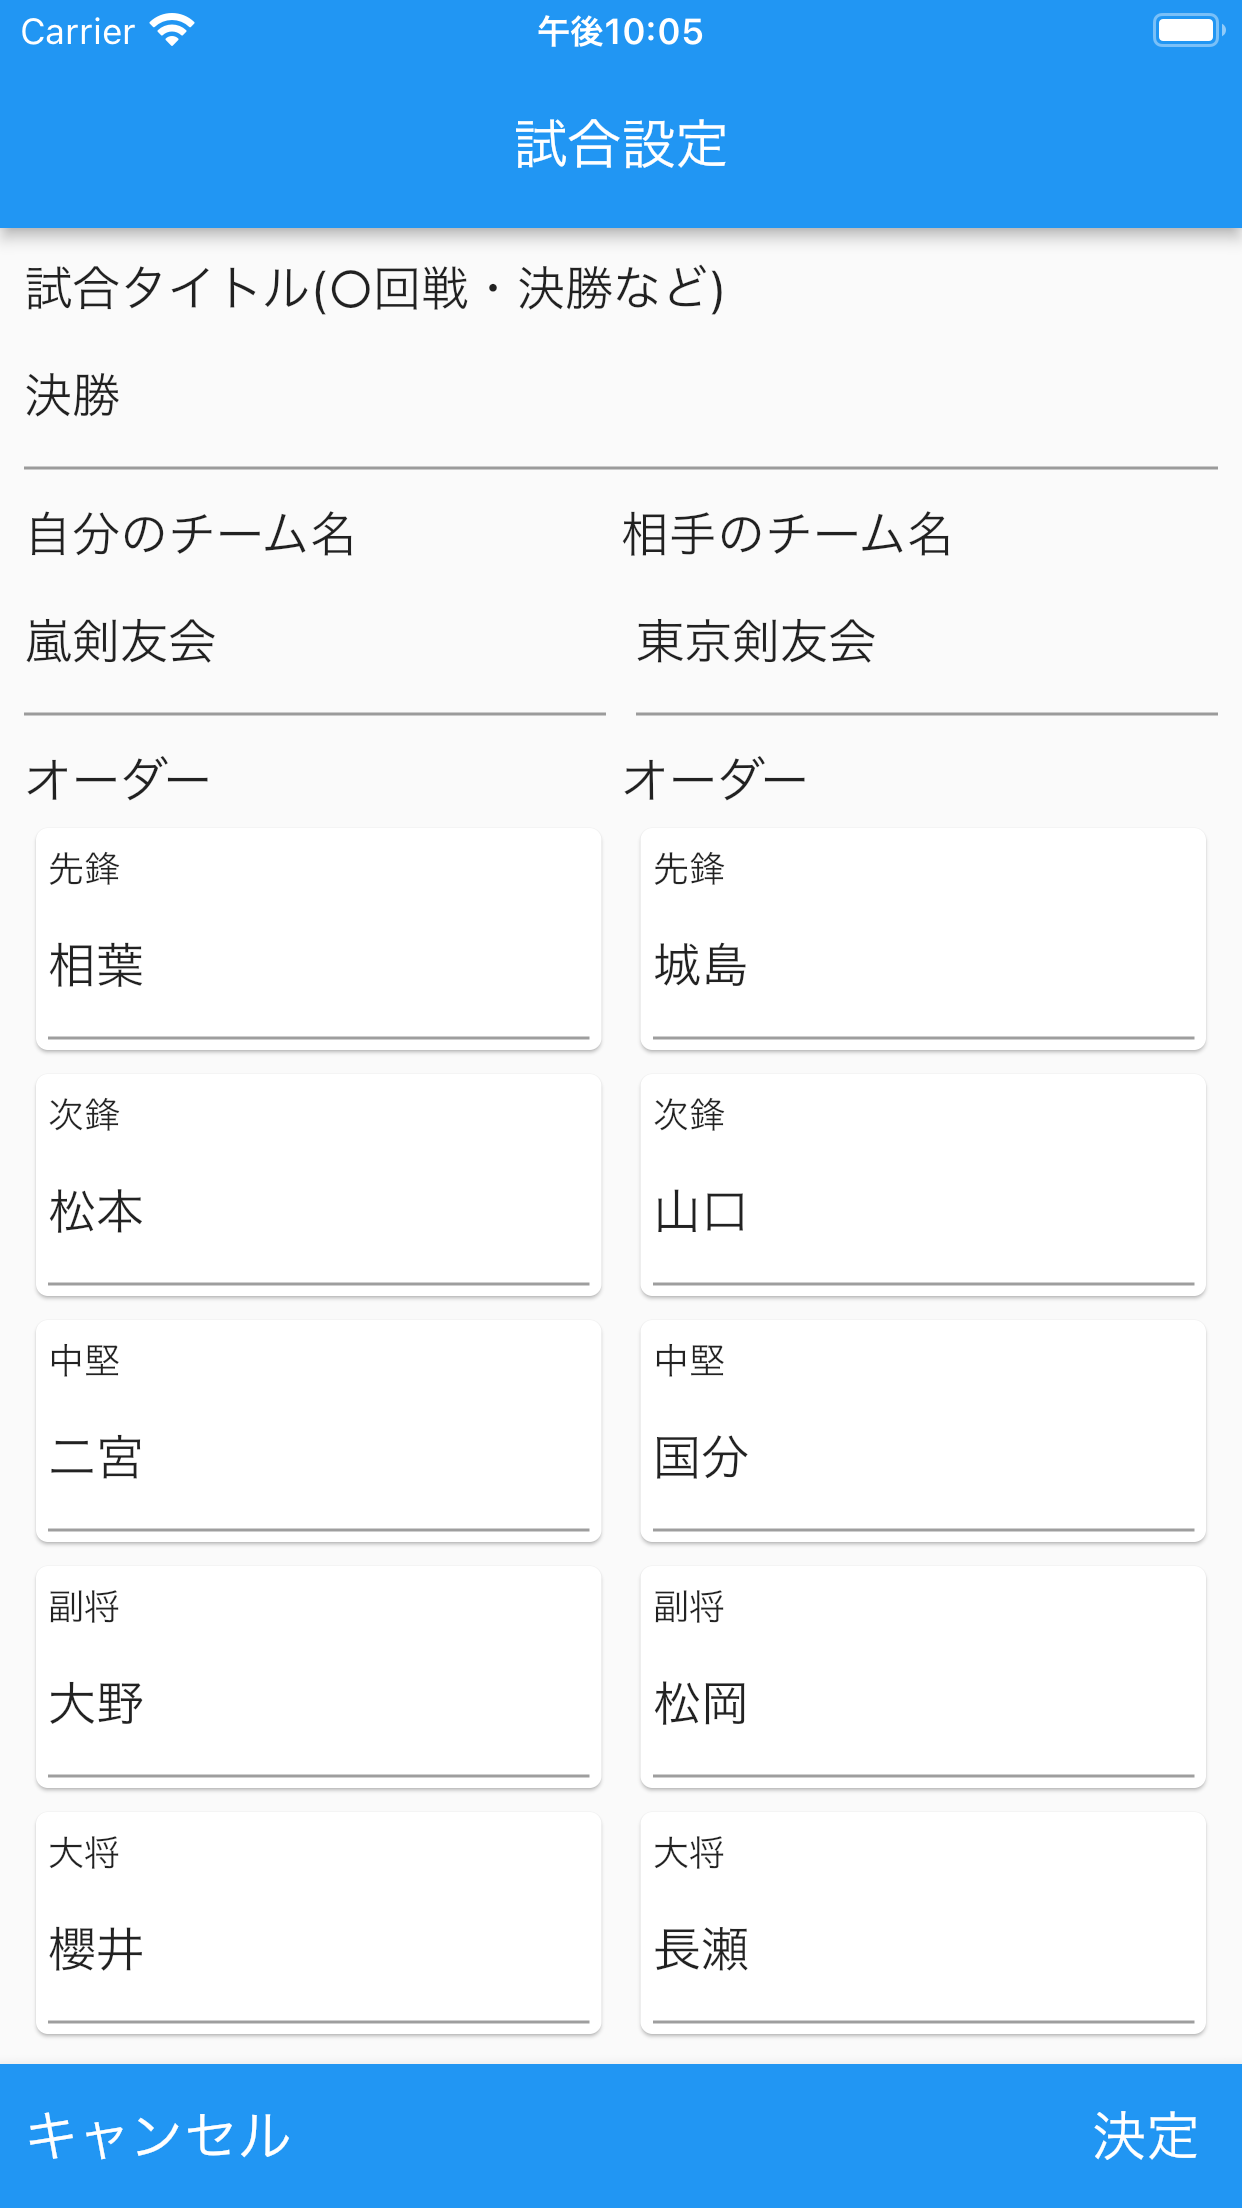 Carrier 午後10:05
試合設定
試合タイトル(〇回戦・決勝など)
決勝
自分のチーム名 相手のチーム名
嵐剣友会 東京剣友会
オーダー オーダー
先鋒 先鋒
相葉 城島
次鋒 次鋒
松本 山口
中堅 中堅
二宮 国分
副将 副将
大野 松岡
大将 大将
櫻井 長瀬
キャンセル 決定